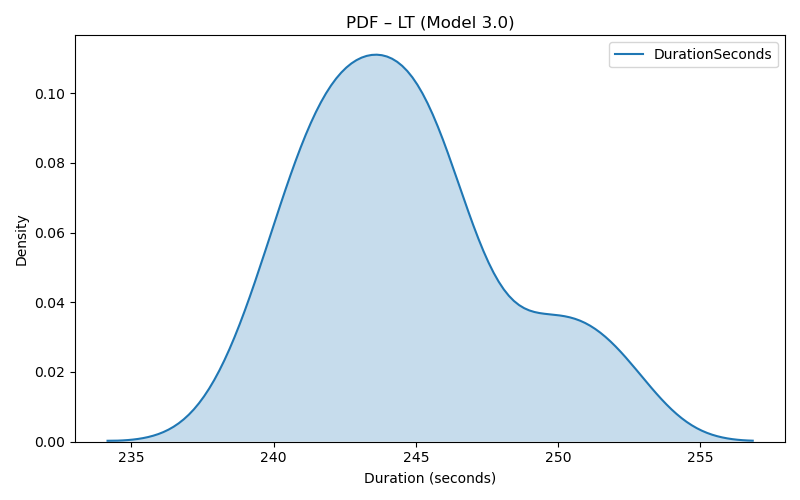 PDF – LT (Model 3.0)
DurationSeconds
Density
0.10
0.08
0.06
0.04
0.02
0.00
235 240 245 250 255
Duration (seconds)